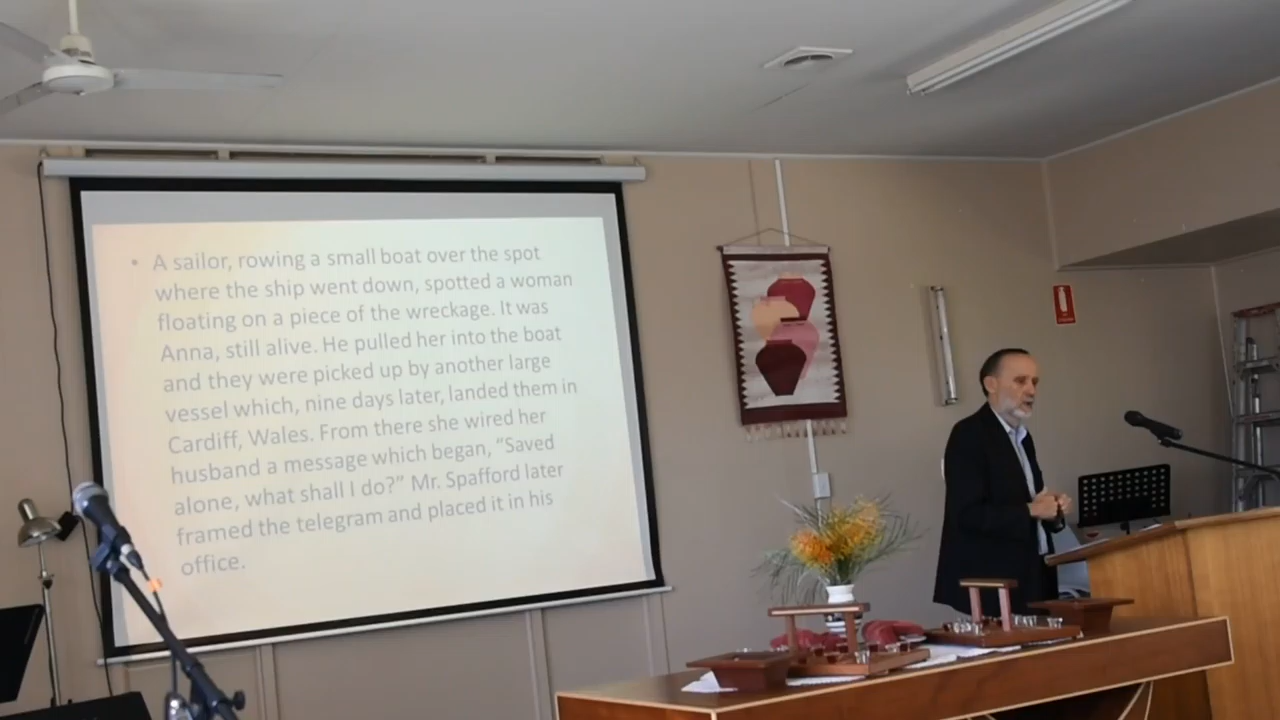 • A sailor, rowing a small boat over the spot
where the ship went down, spotted a woman
floating on a piece of the wreckage. It was
Anna, still alive. He pulled her into the boat
and they were picked up by another large
vessel which, nine days later, landed them in
Cardiff, Wales. From there she wired her
husband a message which began, “Saved
alone, what shall I do?” Mr. Spafford later
framed the telegram and placed it in his
office.